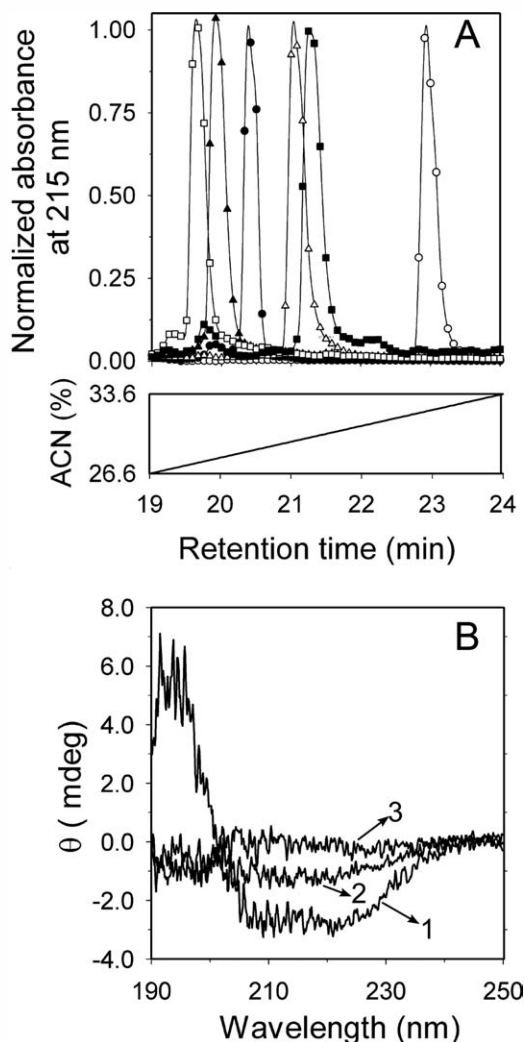 A
Normalized absorbance
at 215 nm
1.00
0.75
0.50
0.25
0.00
ACN (%)
33.6
26.6
19 20 21 22 23 24
Retention time (min)
B
θ ( mdeg)
8.0
6.0
4.0
2.0
0.0
-2.0
-4.0
3
2
1
190 210 230 250
Wavelength (nm)